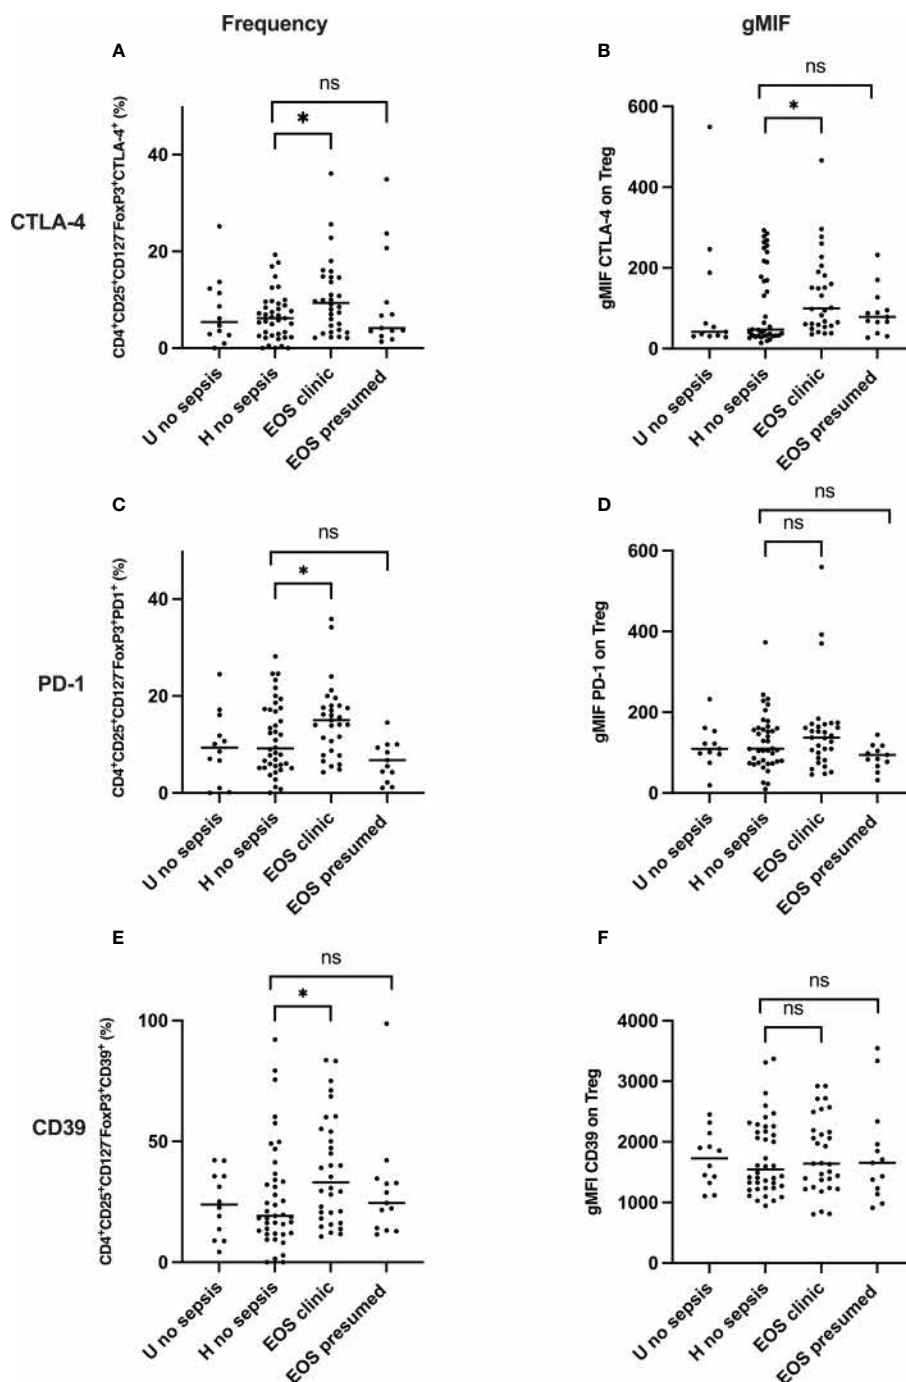 Frequency
gMIF
A
B
CTLA-4
CD4⁺CD25⁺CD127⁻FoxP3⁺CTLA-4⁺ (%)
ns
*
40
20
0
U no sepsis
H no sepsis
EOS clinic
EOS presumed
gMIF CTLA-4 on Treg
ns
*
600
400
200
0
U no sepsis
H no sepsis
EOS clinic
EOS presumed
C
D
PD-1
CD4⁺CD25⁺CD127⁻FoxP3⁺PD1⁺ (%)
ns
*
40
20
0
U no sepsis
H no sepsis
EOS clinic
EOS presumed
gMIF PD-1 on Treg
ns
ns
600
400
200
0
U no sepsis
H no sepsis
EOS clinic
EOS presumed
E
F
CD39
CD4⁺CD25⁺CD127⁻FoxP3⁺CD39⁺ (%)
ns
*
100
50
0
U no sepsis
H no sepsis
EOS clinic
EOS presumed
gMFI CD39 on Treg
ns
ns
4000
3000
2000
1000
0
U no sepsis
H no sepsis
EOS clinic
EOS presumed